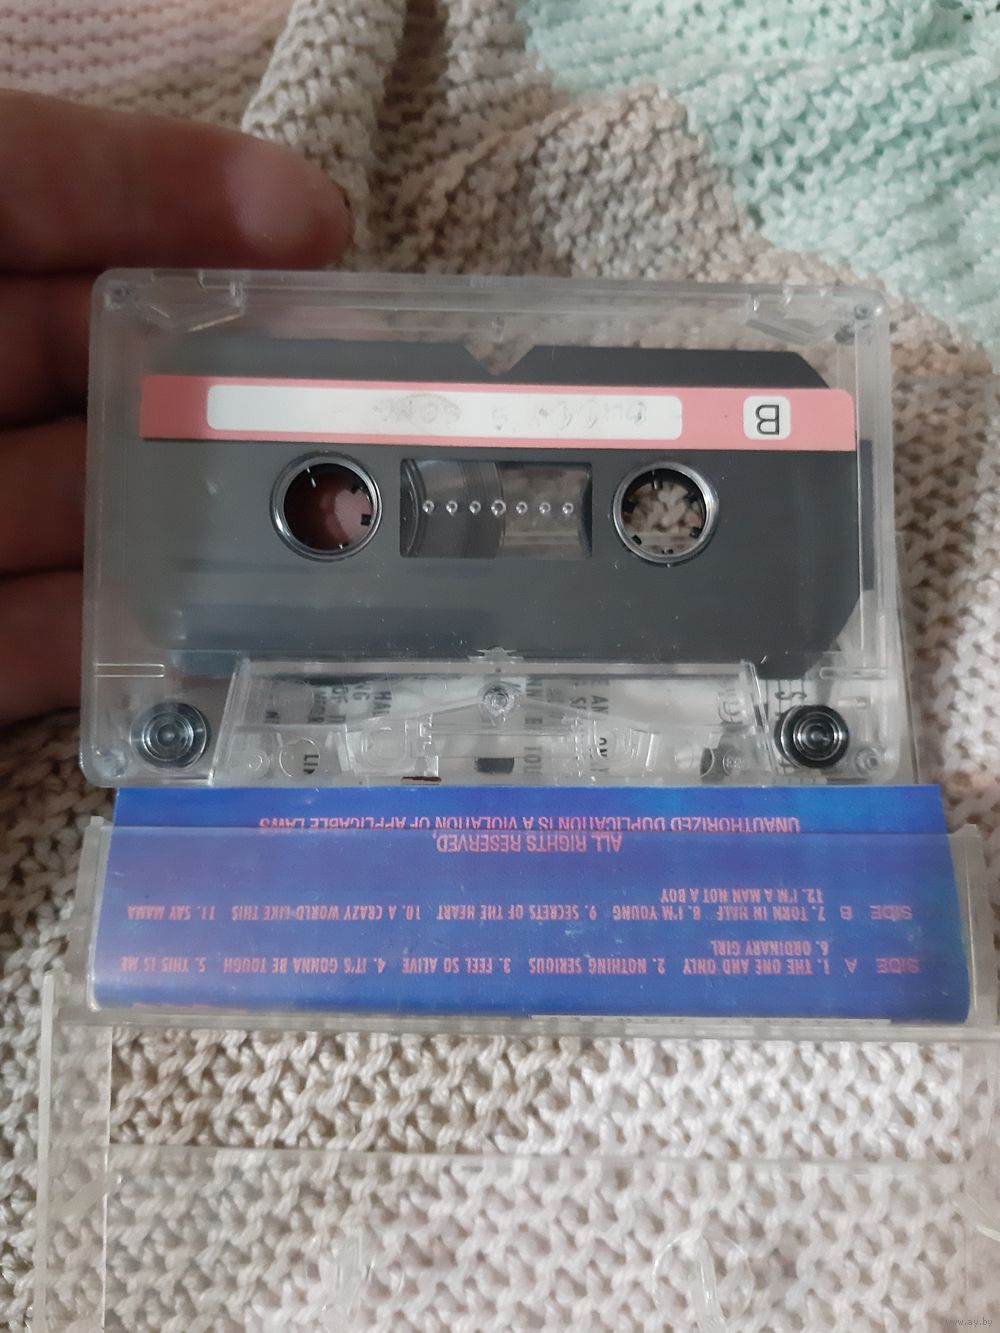 B
SIDE A 1. THE ONE AND ONLY 2. NOTHING SERIOUS 3. FEEL SO ALIVE 4. IT'S GONNA BE TOUGH 5. THIS IS ME
6. ORDINARY GIRL
SIDE B 7. TORN IN HALF 8. I'M YOUNG 9. SECRETS OF THE HEART 10. A CRAZY WORLD LIKE THIS 11. SAY MAMA
12. I'M A MAN NOT A BOY
ALL RIGHTS RESERVED,
UNAUTHORIZED DUPLICATION IS A VIOLATION OF APPLICABLE LAWS
www.ay.by